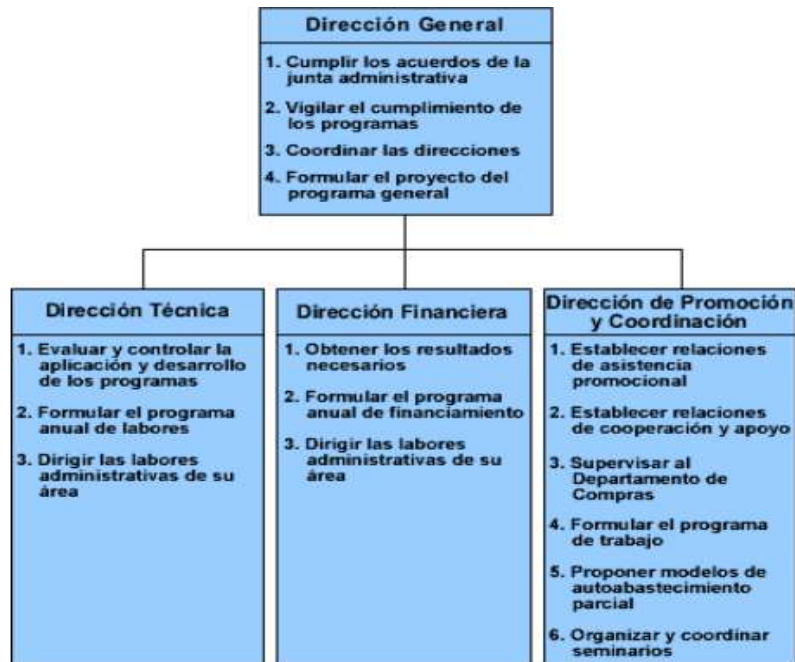 Dirección General
1. Cumplir los acuerdos de la
junta administrativa
2. Vigilar el cumplimiento de
los programas
3. Coordinar las direcciones
4. Formular el proyecto del
programa general
Dirección Técnica
1. Evaluar y controlar la
aplicación y desarrollo
de los programas
2. Formular el programa
anual de labores
3. Dirigir las labores
administrativas de su
área
Dirección Financiera
1. Obtener los resultados
necesarios
2. Formular el programa
anual de financiamiento
3. Dirigir las labores
administrativas de su
área
Dirección de Promoción
y Coordinación
1. Establecer relaciones
de asistencia
promocional
2. Establecer relaciones
de cooperación y apoyo
3. Supervisar al
Departamento de
Compras
4. Formular el programa
de trabajo
5. Proponer modelos de
autoabastecimiento
parcial
6. Organizar y coordinar
seminarios